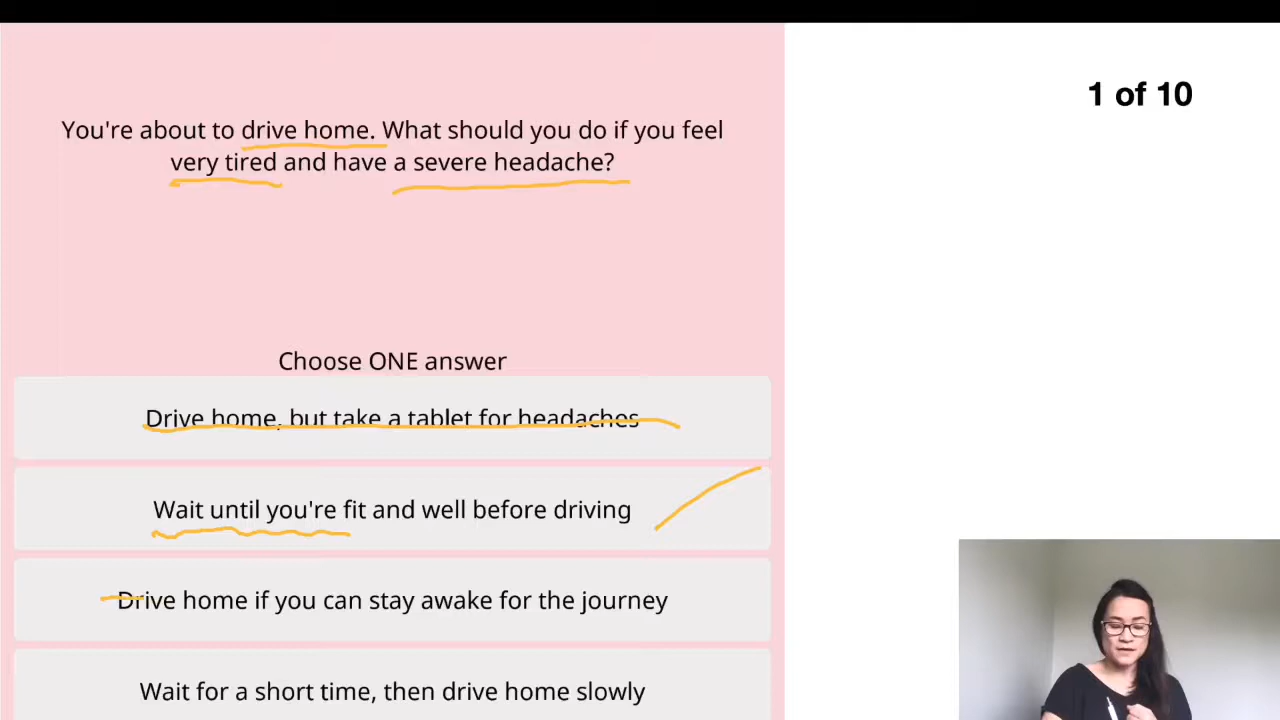 1 of 10
You're about to drive home. What should you do if you feel
very tired and have a severe headache?
Choose ONE answer
Drive home, but take a tablet for headaches
Wait until you're fit and well before driving
Drive home if you can stay awake for the journey
Wait for a short time, then drive home slowly